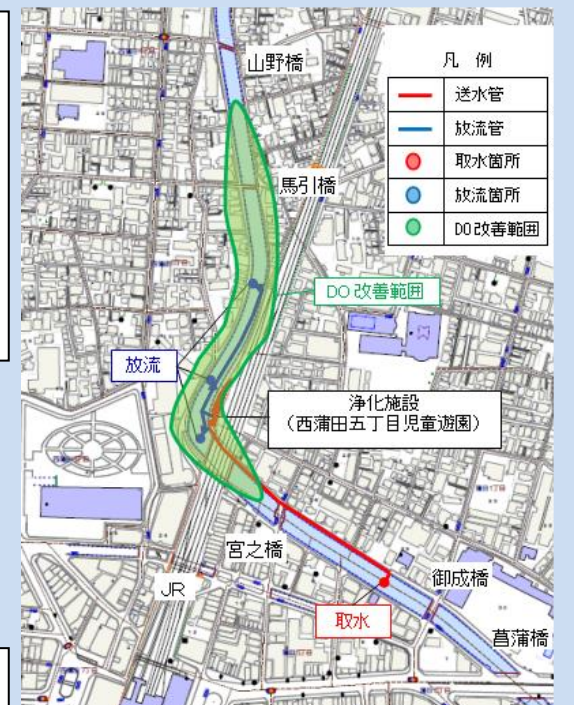 山野橋
凡 例
送水管
放流管
取水箇所
放流箇所
DO改善範囲
馬引橋
DO改善範囲
放流
浄化施設
（西蒲田五丁目児童遊園）
宮之橋
御成橋
JR
取水
菖蒲橋